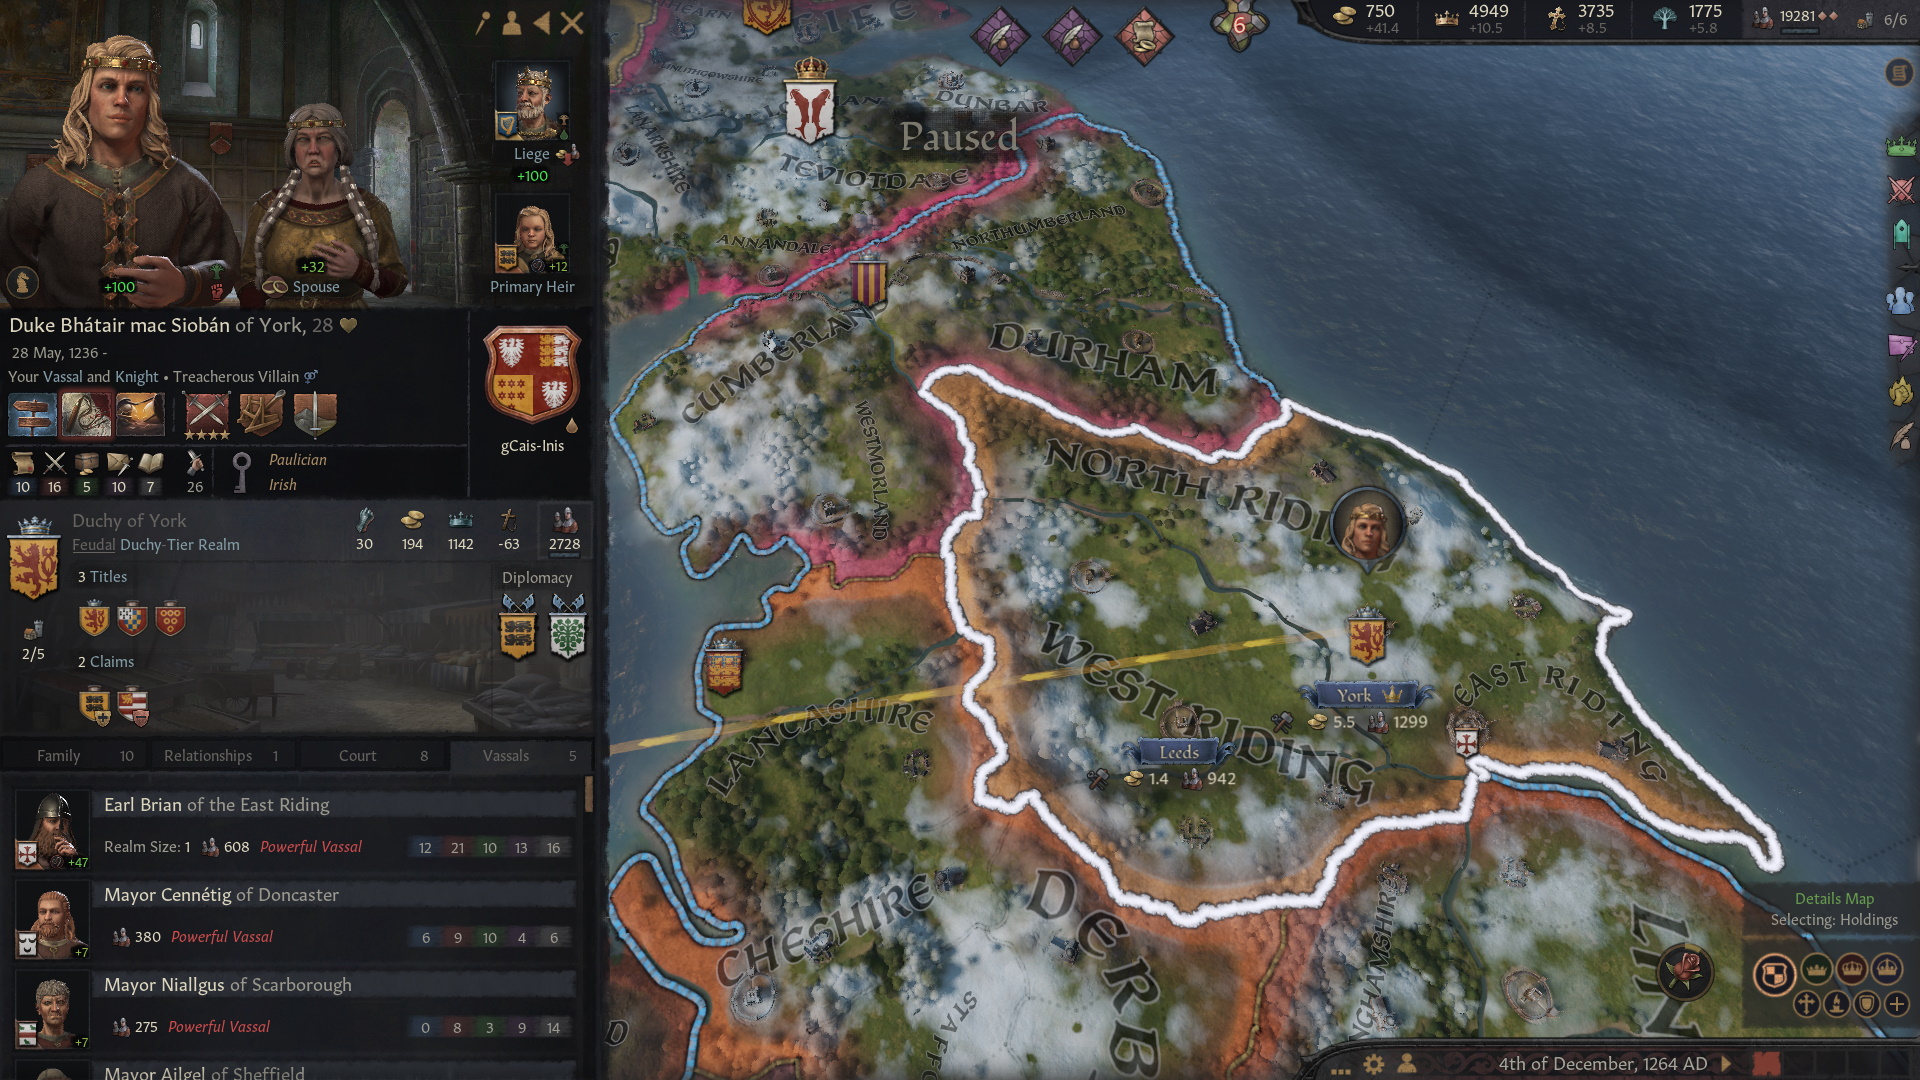 Liege
+100
+12
Primary Heir
+100
+32
Spouse
Duke Bhátair mac Siobán of York, 28
28 May, 1236 -
Your Vassal and Knight • Treacherous Villain
gCais-Inis
10 16 5 10 7 26
Paulician
Irish
Duchy of York
Feudal Duchy-Tier Realm
30 194 1142 -63 2728
3 Titles
Diplomacy
2/5
2 Claims
Family 10 Relationships 1 Court 8 Vassals 5
Earl Brian of the East Riding
Realm Size: 1 608 Powerful Vassal 12 21 10 13 16
+47
Mayor Cennétig of Doncaster
380 Powerful Vassal 6 9 10 4 6
+7
Mayor Niallgus of Scarborough
275 Powerful Vassal 0 8 3 9 14
+7
Mayor Ailgel of Sheffield
6
750
+41.4
4949
+10.5
3735
+8.5
1775
+5.8
19281
6/6
Paused
LINLITHGOWSHIRE
DUNBAR
LANARKSHIRE
TEVIOTDALE
ANNANDALE
NORTHUMBERLAND
CUMBERLAND
DURHAM
WESTMORLAND
NORTH RIDI
WEST RIDING
EAST RIDING
LANCASHIRE
York
5.5 1299
Leeds
1.4 942
CHESHIRE
DERB
STAFFO
NGHAMSHIRE
LIN
Details Map
Selecting: Holdings
4th of December, 1264 AD